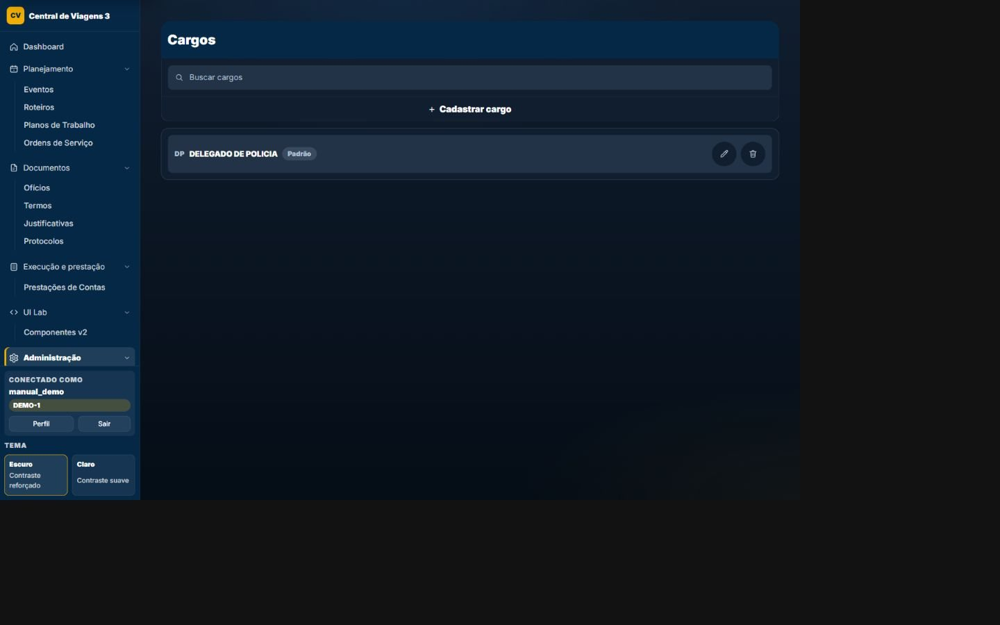 CV Central de Viagens 3
Dashboard
Planejamento
Eventos
Roteiros
Planos de Trabalho
Ordens de Serviço
Documentos
Ofícios
Termos
Justificativas
Protocolos
Execução e prestação
Prestações de Contas
UI Lab
Componentes v2
Administração
CONECTADO COMO
manual_demo
DEMO-1
Perfil Sair
TEMA
Escuro
Contraste
reforçado
Claro
Contraste suave
Cargos
Buscar cargos
+ Cadastrar cargo
DP DELEGADO DE POLICIA Padrão